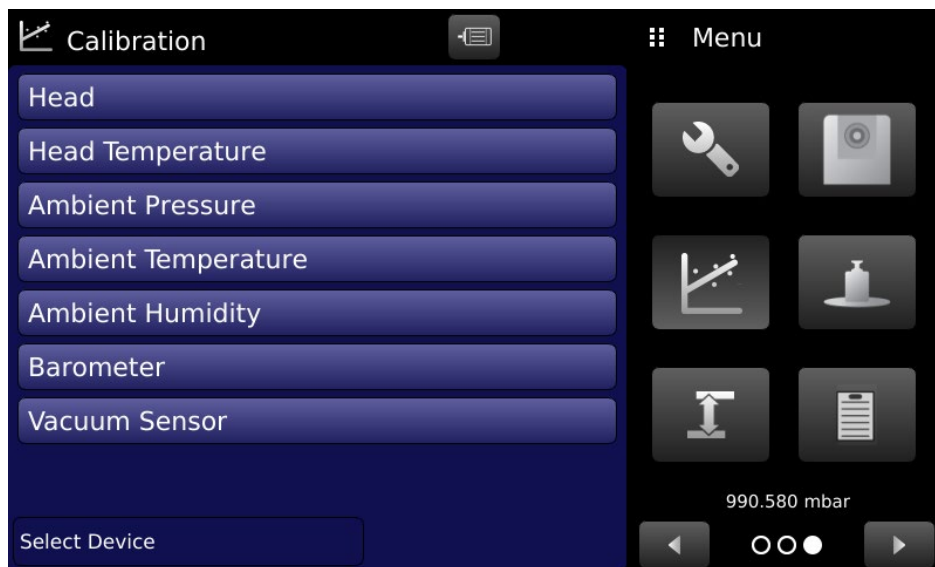 Calibration
Menu
Head
Head Temperature
Ambient Pressure
Ambient Temperature
Ambient Humidity
Barometer
Vacuum Sensor
990.580 mbar
Select Device